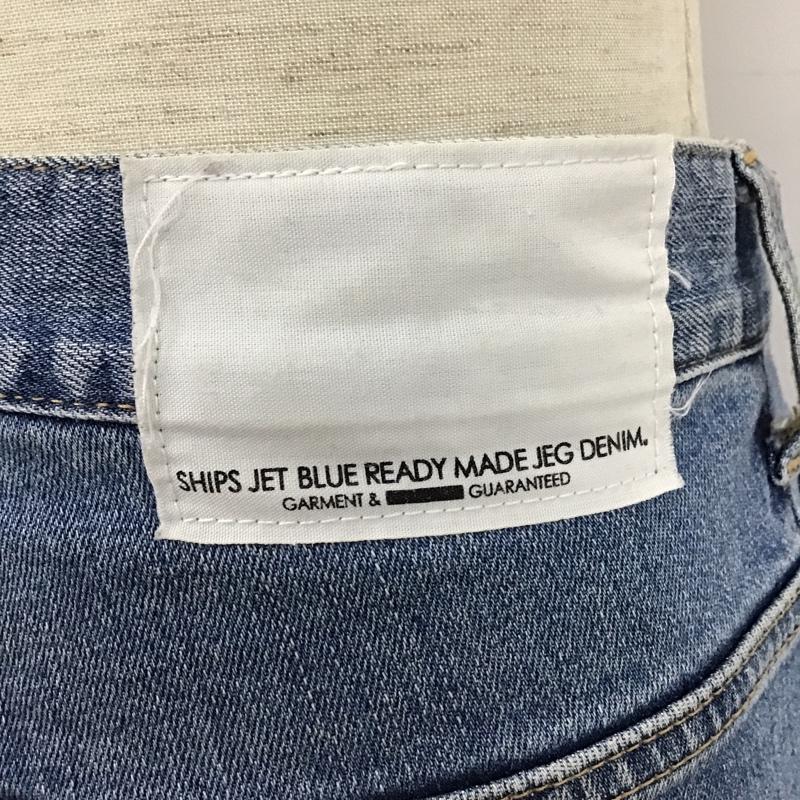 SHIPS JET BLUE READY MADE JEG DENIM.
GARMENT & GUARANTEED